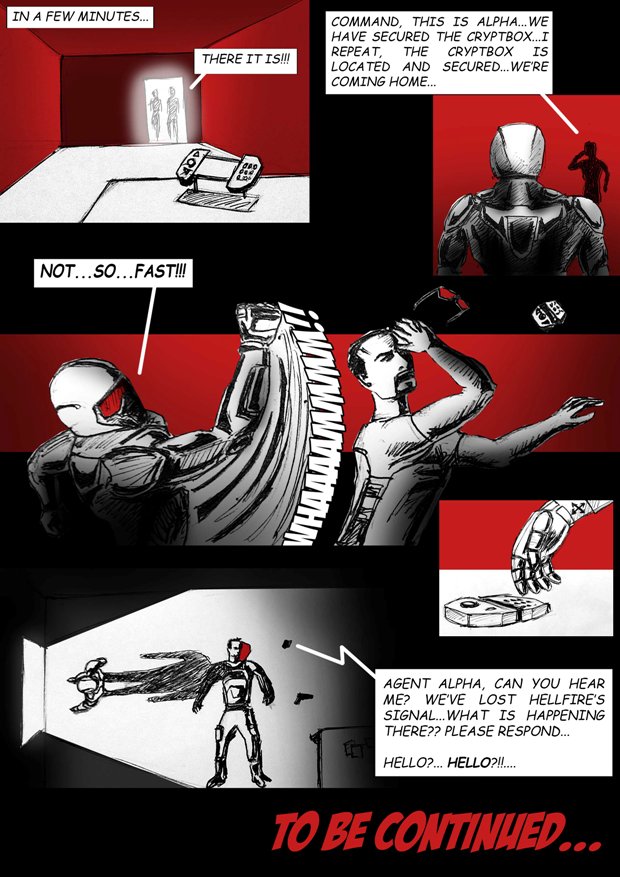 IN A FEW MINUTES...
THERE IT IS!!!
COMMAND, THIS IS ALPHA...WE
HAVE SECURED THE CRYPTBOX...I
REPEAT, THE CRYPTBOX IS
LOCATED AND SECURED...WE'RE
COMING HOME...
NOT...SO...FAST!!!
WHAAAAAWWWWW!!
AGENT ALPHA, CAN YOU HEAR
ME? WE'VE LOST HELLFIRE'S
SIGNAL...WHAT IS HAPPENING
THERE?? PLEASE RESPOND...
HELLO?... HELLO?!!....
TO BE CONTINUED...